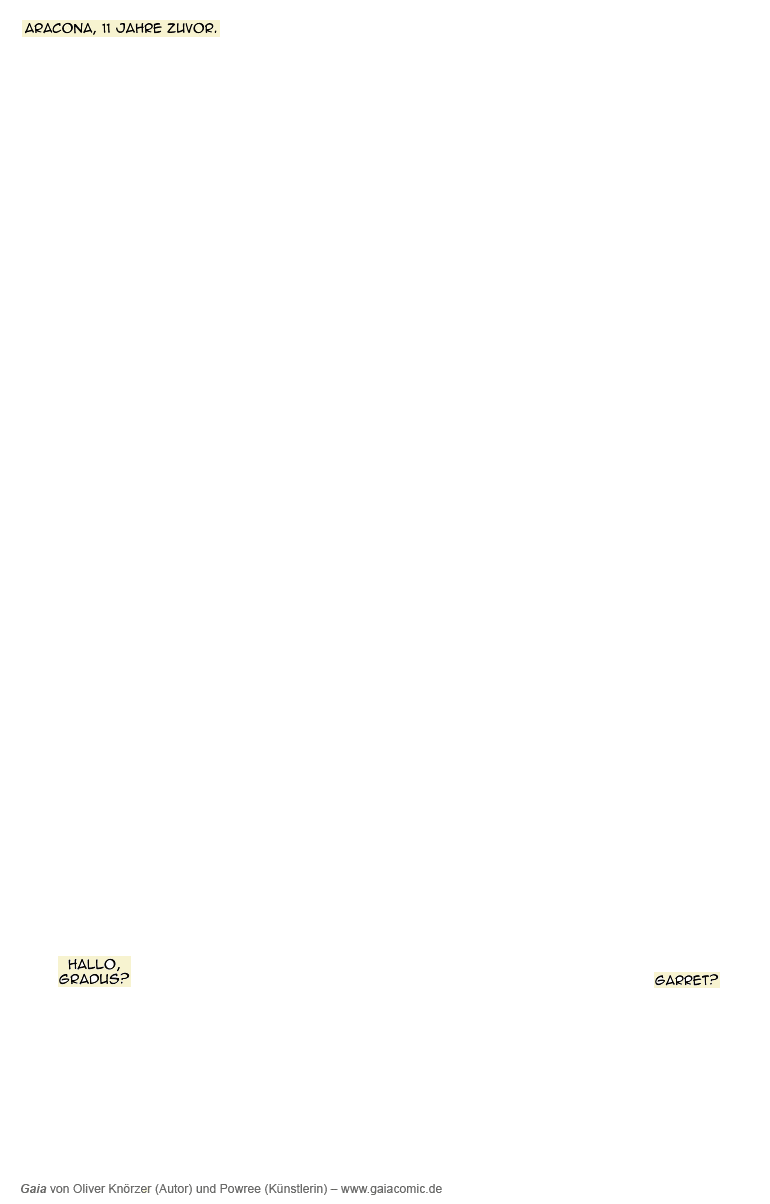 ARACONA, 11 JAHRE ZUVOR.
HALLO,
GRADUS?
GARRET?
Gaia von Oliver Knörzer (Autor) und Powree (Künstlerin) – www.gaiacomic.de